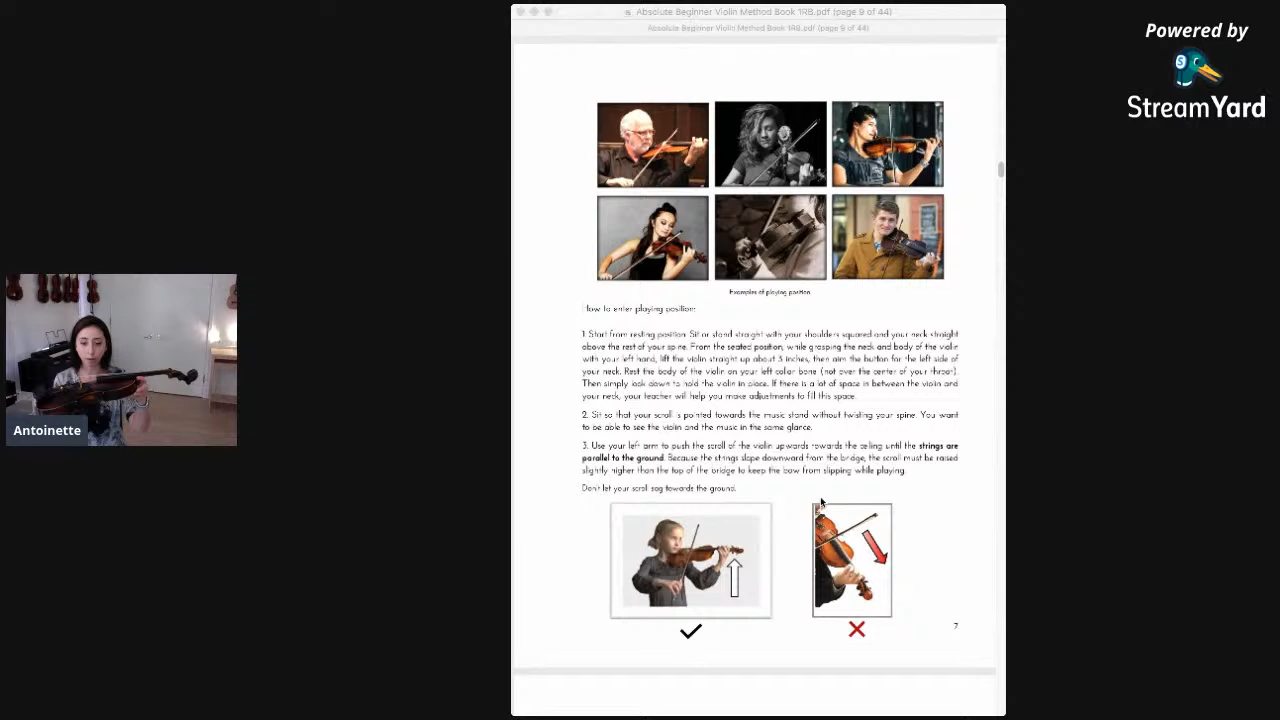 Absolute Beginner Violin Method Book 1RB.pdf (page 9 of 44)
Absolute Beginner Violin Method Book 1RB.pdf (page 9 of 44)
Powered by
StreamYard
Examples of playing position.
How to enter playing position:
1. Start from resting position. Sit or stand straight with your shoulders squared and your neck straight
above the rest of your spine. From the seated position, while grasping the neck and body of the violin
with your left hand, lift the violin straight up about 3 inches, then aim the button for the left side of
your neck. Rest the body of the violin on your left collar bone (not over the center of your throat).
Then simply look down to hold the violin in place. If there is a lot of space in between the violin and
your neck, your teacher will help you make adjustments to fill this space.
2. Sit so that your scroll is pointed towards the music stand without twisting your spine. You want
to be able to see the violin and the music in the same glance.
3. Use your left arm to push the scroll of the violin upwards towards the ceiling until the strings are
parallel to the ground. Because the strings slope downward from the bridge, the scroll must be raised
slightly higher than the top of the bridge to keep the bow from slipping while playing.
Don't let your scroll sag towards the ground.
7
Antoinette